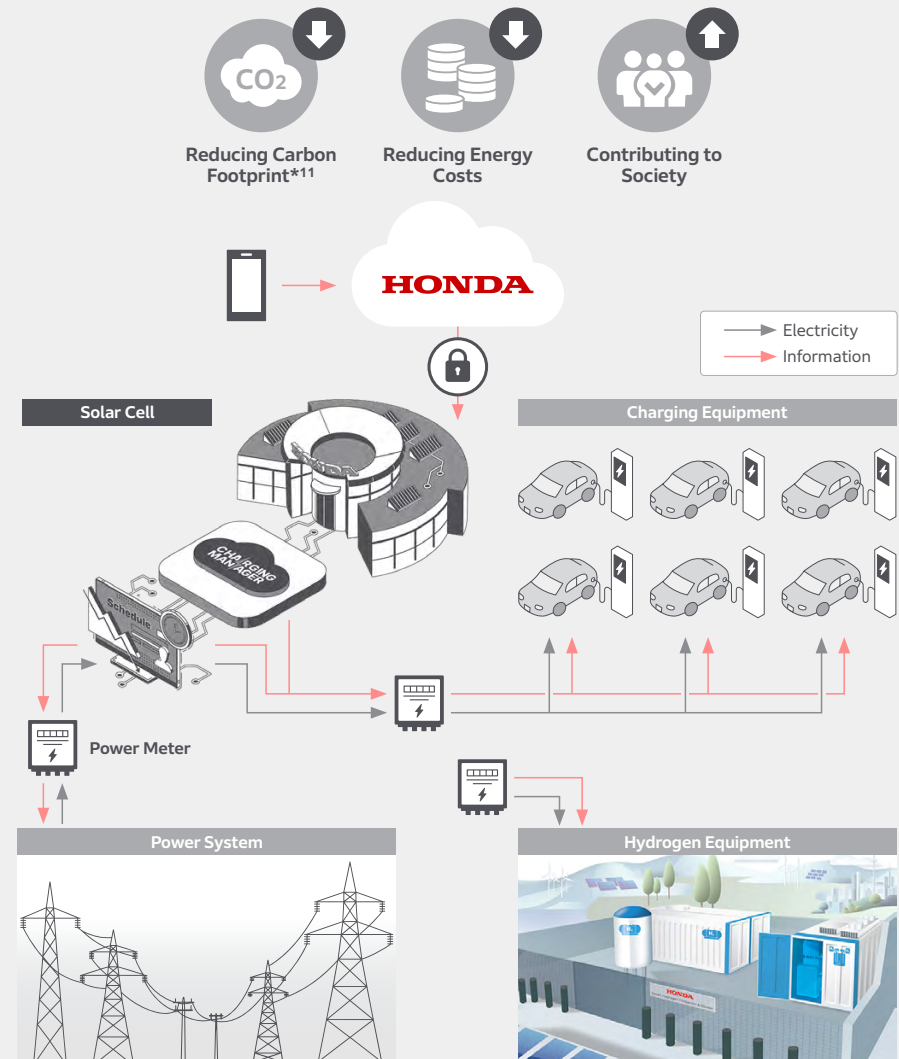 CO2
Reducing Carbon
Footprint*11
Reducing Energy
Costs
Contributing to
Society
HONDA
Electricity
Information
Solar Cell
Charging Equipment
CHARGING
MANAGER
Schedule
Power Meter
Power System
Hydrogen Equipment
HONDA